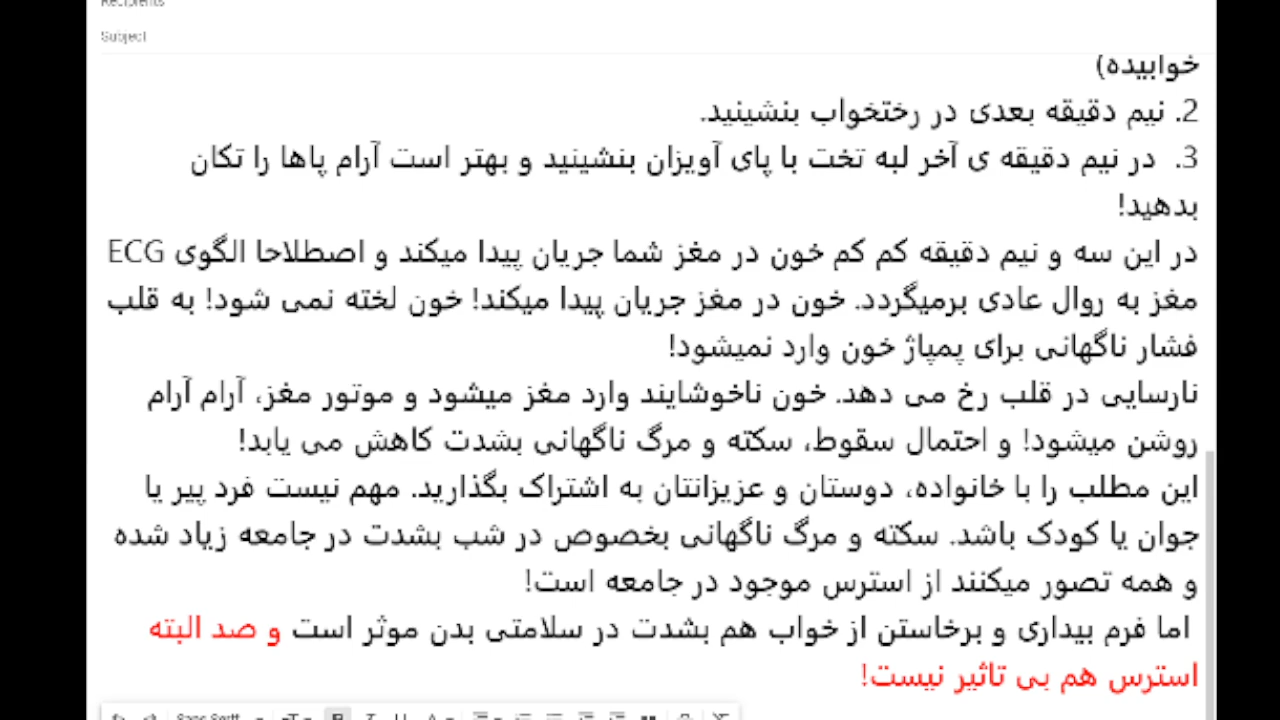 Recipients
Subject
خوابیده)
2. نیم دقیقه بعدی در رختخواب بنشینید.
3. در نیم دقیقه ی آخر لبه تخت با پای آویزان بنشینید و بهتر است آرام پاها را تکان
بدهید!
در این سه و نیم دقیقه کم کم خون در مغز شما جریان پیدا میکند و اصطلاحا الگوی ECG
مغز به روال عادی برمیگردد. خون در مغز جریان پیدا میکند! خون لخته نمی شود! به قلب
فشار ناگهانی برای پمپاژ خون وارد نمیشود!
نارسایی در قلب رخ می دهد. خون ناخوشایند وارد مغز میشود و موتور مغز، آرام آرام
روشن میشود! و احتمال سقوط، سکته و مرگ ناگهانی بشدت کاهش می یابد!
این مطلب را با خانواده، دوستان و عزیزانتان به اشتراک بگذارید. مهم نیست فرد پیر یا
جوان یا کودک باشد. سکته و مرگ ناگهانی بخصوص در شب بشدت در جامعه زیاد شده
و همه تصور میکنند از استرس موجود در جامعه است!
اما فرم بیداری و برخاستن از خواب هم بشدت در سلامتی بدن موثر است و صد البته
استرس هم بی تاثیر نیست!
Sans Serif